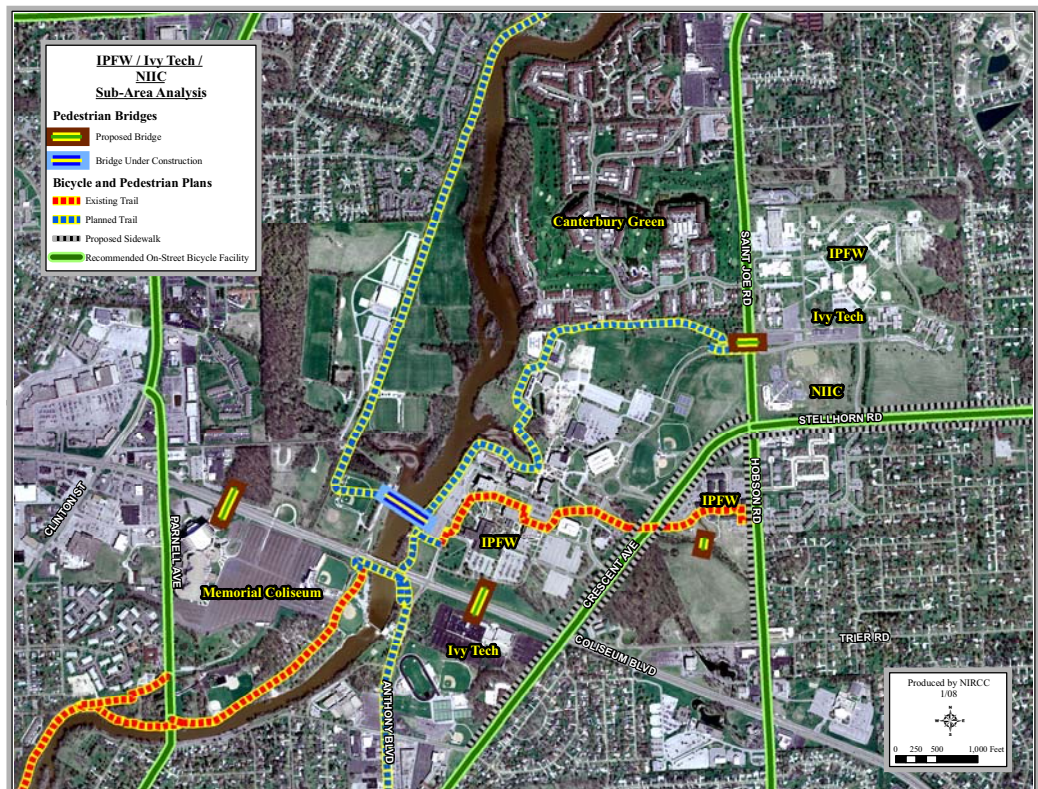 IPFW / Ivy Tech /
NIIC
Sub-Area Analysis
Pedestrian Bridges
Proposed Bridge
Bridge Under Construction
Bicycle and Pedestrian Plans
Existing Trail
Planned Trail
Proposed Sidewalk
Recommended On-Street Bicycle Facility
Canterbury Green
SAINT JOE RD
IPFW
Ivy Tech
NIIC
STELLHORN RD
CLINTON ST
PARNELL AVE
HOBSON RD
IPFW
IPFW
CRESCENT AVE
Memorial Coliseum
Ivy Tech
COLISEUM BLVD
TRIER RD
ANTHONY BLVD
Produced by NIRCC
1/08
N
W E
S
0 250 500 1,000 Feet